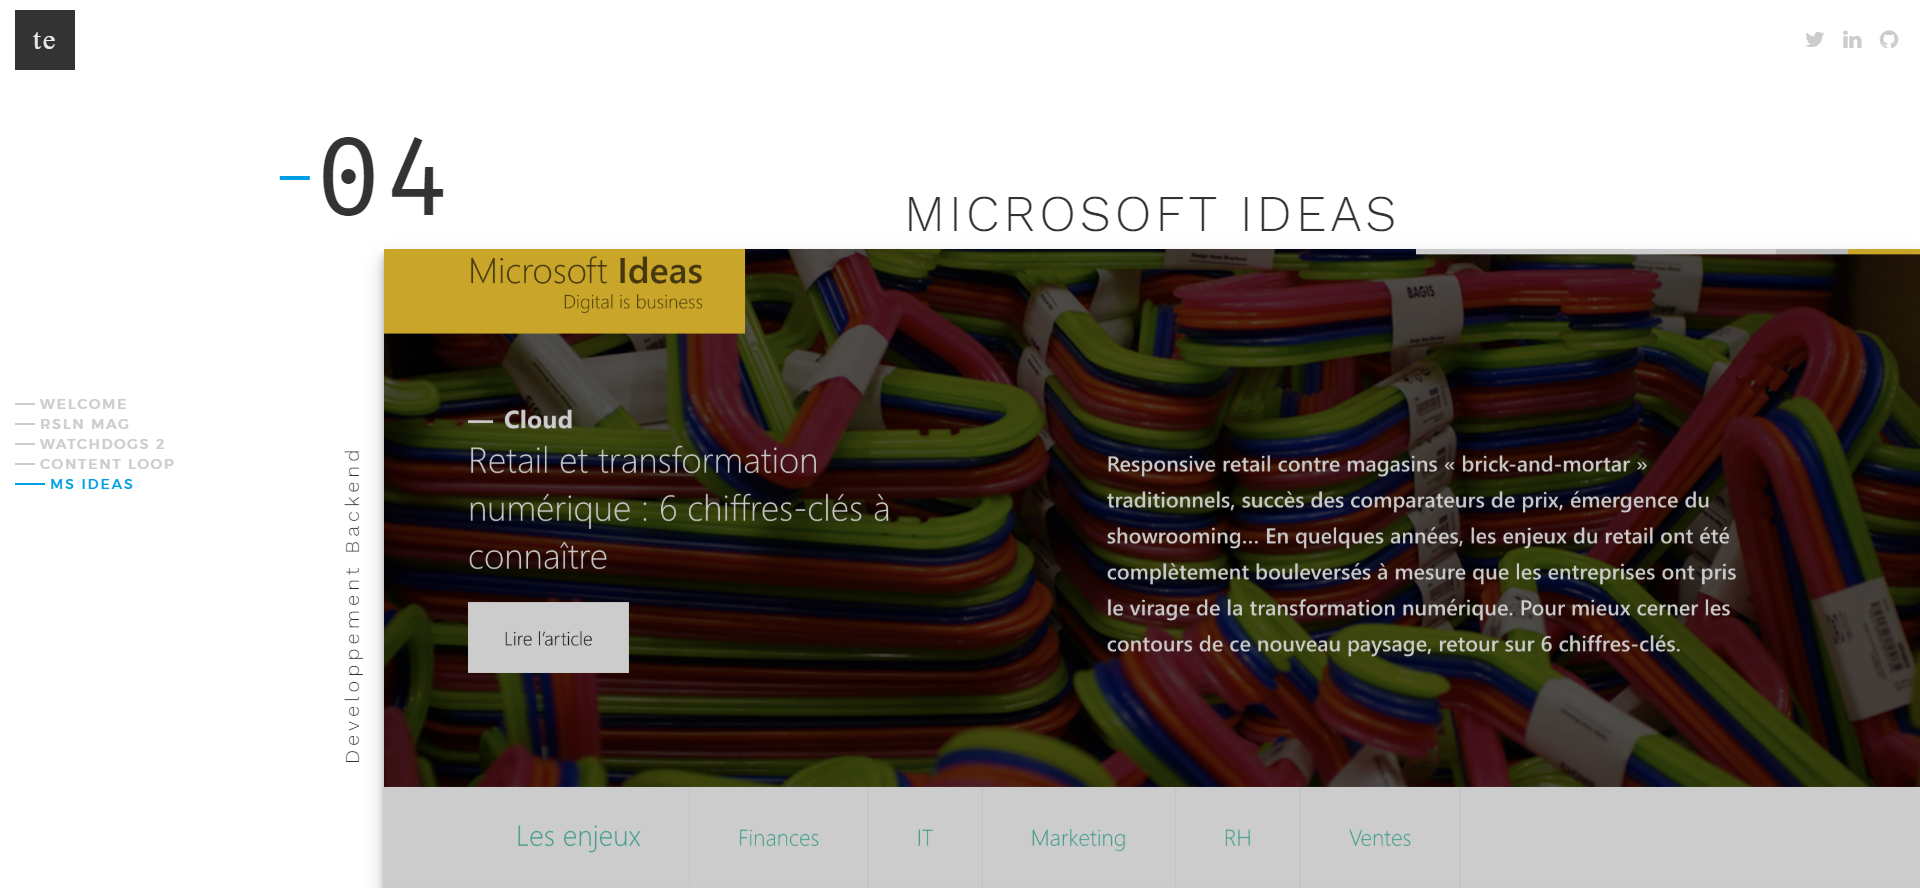 te
-04
MICROSOFT IDEAS
WELCOME
RSLN MAG
WATCHDOGS 2
CONTENT LOOP
MS IDEAS
Developpement Backend
Microsoft Ideas
Digital is business
BAGIS
— Cloud
Retail et transformation
numérique : 6 chiffres-clés à
connaître
Lire l'article
Responsive retail contre magasins « brick-and-mortar »
traditionnels, succès des comparateurs de prix, émergence du
showrooming... En quelques années, les enjeux du retail ont été
complètement bouleversés à mesure que les entreprises ont pris
le virage de la transformation numérique. Pour mieux cerner les
contours de ce nouveau paysage, retour sur 6 chiffres-clés.
Les enjeux
Finances
IT
Marketing
RH
Ventes